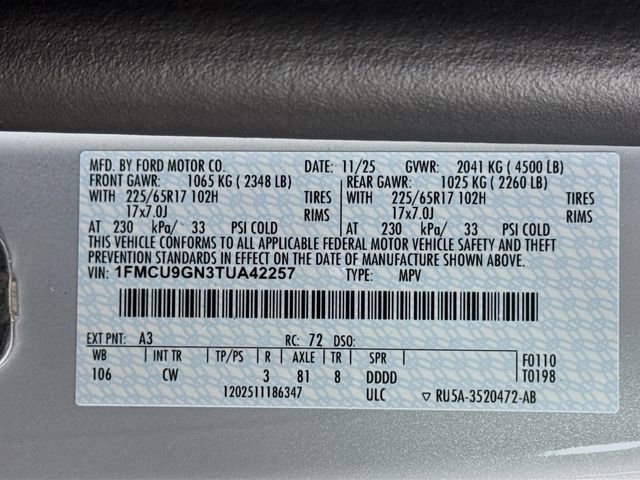 MFD. BY FORD MOTOR CO. DATE: 11/25 GVWR: 2041 KG ( 4500 LB)
FRONT GAWR: 1065 KG ( 2348 LB) REAR GAWR: 1025 KG ( 2260 LB)
WITH 225/65R17 102H TIRES WITH 225/65R17 102H TIRES
17x7.0J RIMS 17x7.0J RIMS
AT 230 kPa/ 33 PSI COLD AT 230 kPa/ 33 PSI COLD
THIS VEHICLE CONFORMS TO ALL APPLICABLE FEDERAL MOTOR VEHICLE SAFETY AND THEFT
PREVENTION STANDARDS IN EFFECT ON THE DATE OF MANUFACTURE SHOWN ABOVE.
VIN: 1FMCU9GN3TUA42257 TYPE: MPV
EXT PNT: A3 RC: 72 DSO:
WB INT TR TP/PS R AXLE TR SPR F0110
106 CW 3 81 8 DDDD T0198
1202511186347 ULC ▽ RU5A-3520472-AB